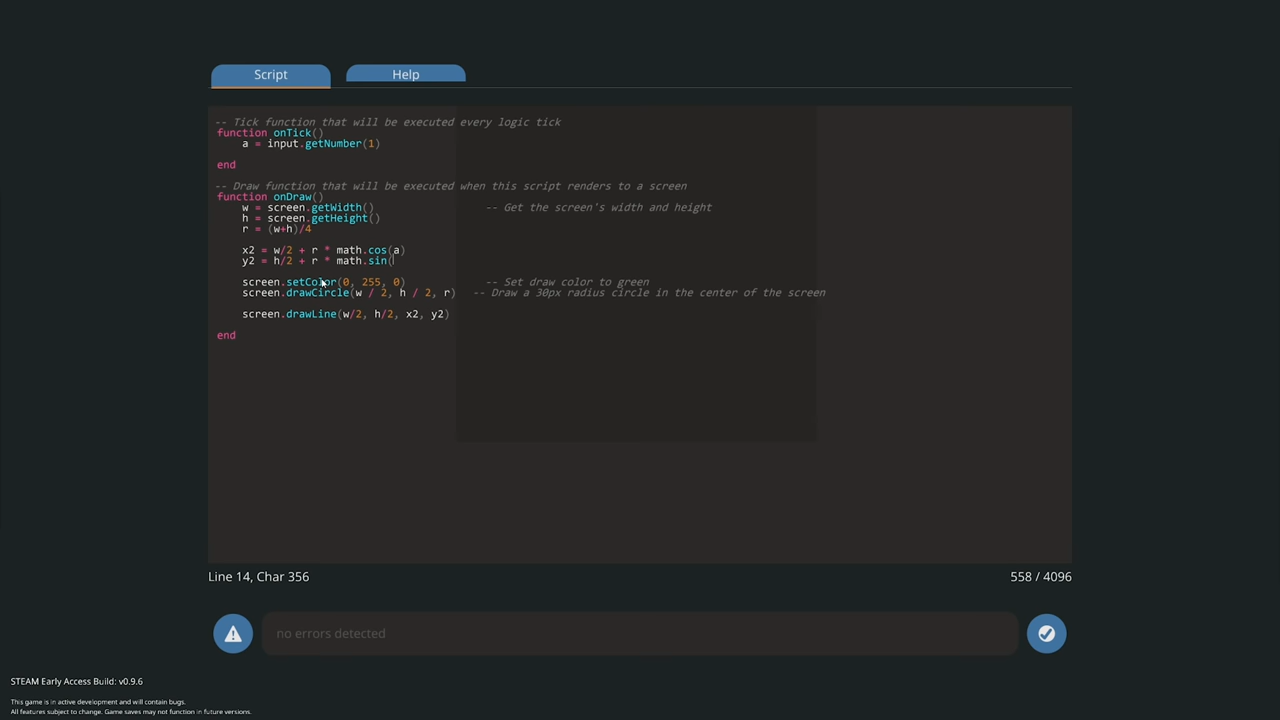 Script
Help
-- Tick function that will be executed every logic tick
function onTick()
a = input.getNumber(1)
end
-- Draw function that will be executed when this script renders to a screen
function onDraw()
w = screen.getWidth() -- Get the screen's width and height
h = screen.getHeight()
r = (w+h)/4
x2 = w/2 + r * math.cos(a)
y2 = h/2 + r * math.sin(
screen.setColor(0, 255, 0) -- Set draw color to green
screen.drawCircle(w / 2, h / 2, r) -- Draw a 30px radius circle in the center of the screen
screen.drawLine(w/2, h/2, x2, y2)
end
Line 14, Char 356
558 / 4096
no errors detected
STEAM Early Access Build: v0.9.6
This game is in active development and will contain bugs.
All features subject to change. Game saves may not function in future versions.